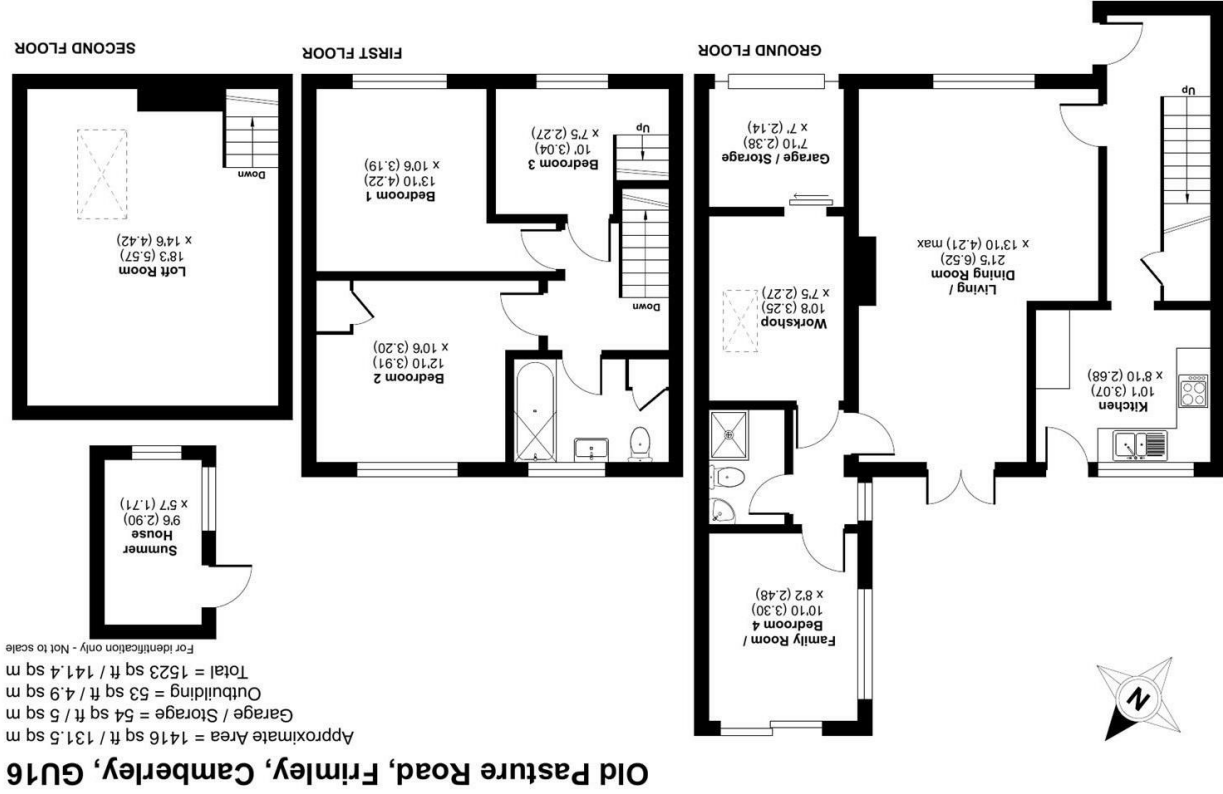 Old Pasture Road, Frimley, Camberley, GU16
Approximate Area = 1416 sq ft / 131.5 sq m
Garage / Storage = 54 sq ft / 5 sq m
Outbuilding = 53 sq ft / 4.9 sq m
Total = 1523 sq ft / 141.4 sq m
For identification only - Not to scale
N
Family Room /
Bedroom 4
10'10 (3.30)
x 8'2 (2.48)
Summer
House
9'6 (2.90)
x 5'7 (1.71)
Kitchen
10'1 (3.07)
x 8'10 (2.68)
Workshop
10'8 (3.25)
x 7'5 (2.27)
Living /
Dining Room
21'5 (6.52)
x 13'10 (4.21) max
Garage / Storage
7'10 (2.38)
x 7' (2.14)
Up
GROUND FLOOR
Bedroom 2
12'10 (3.91)
x 10'6 (3.20)
Down
Bedroom 3
10' (3.04)
x 7'5 (2.27)
Up
Bedroom 1
13'10 (4.22)
x 10'6 (3.19)
FIRST FLOOR
Loft Room
18'3 (5.57)
x 14'6 (4.42)
Down
SECOND FLOOR